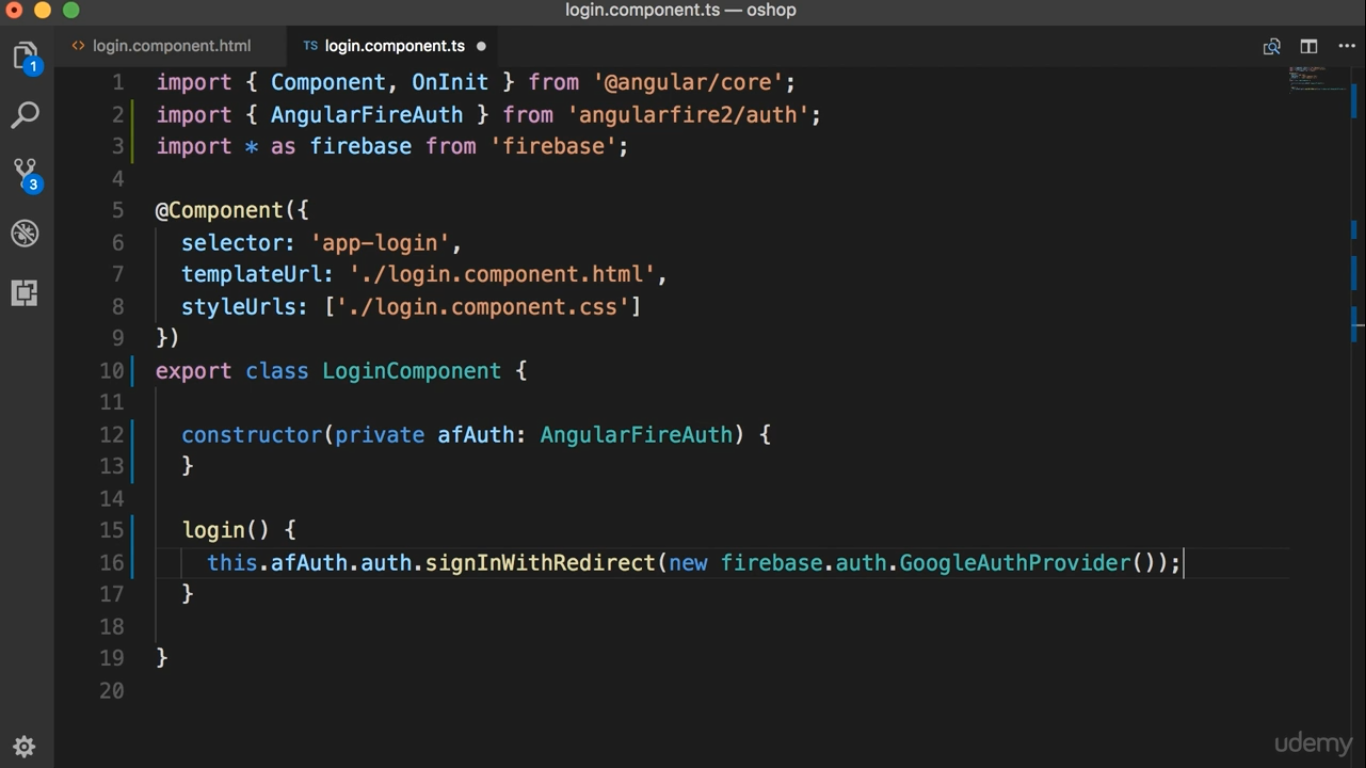 login.component.ts — oshop
<> login.component.html
TS login.component.ts ●
1
3
1 import { Component, OnInit } from '@angular/core';
2 import { AngularFireAuth } from 'angularfire2/auth';
3 import * as firebase from 'firebase';
4
5 @Component({
6   selector: 'app-login',
7   templateUrl: './login.component.html',
8   styleUrls: ['./login.component.css']
9 })
10 export class LoginComponent {
11
12   constructor(private afAuth: AngularFireAuth) {
13   }
14
15   login() {
16     this.afAuth.auth.signInWithRedirect(new firebase.auth.GoogleAuthProvider());
17   }
18
19 }
20
udemy